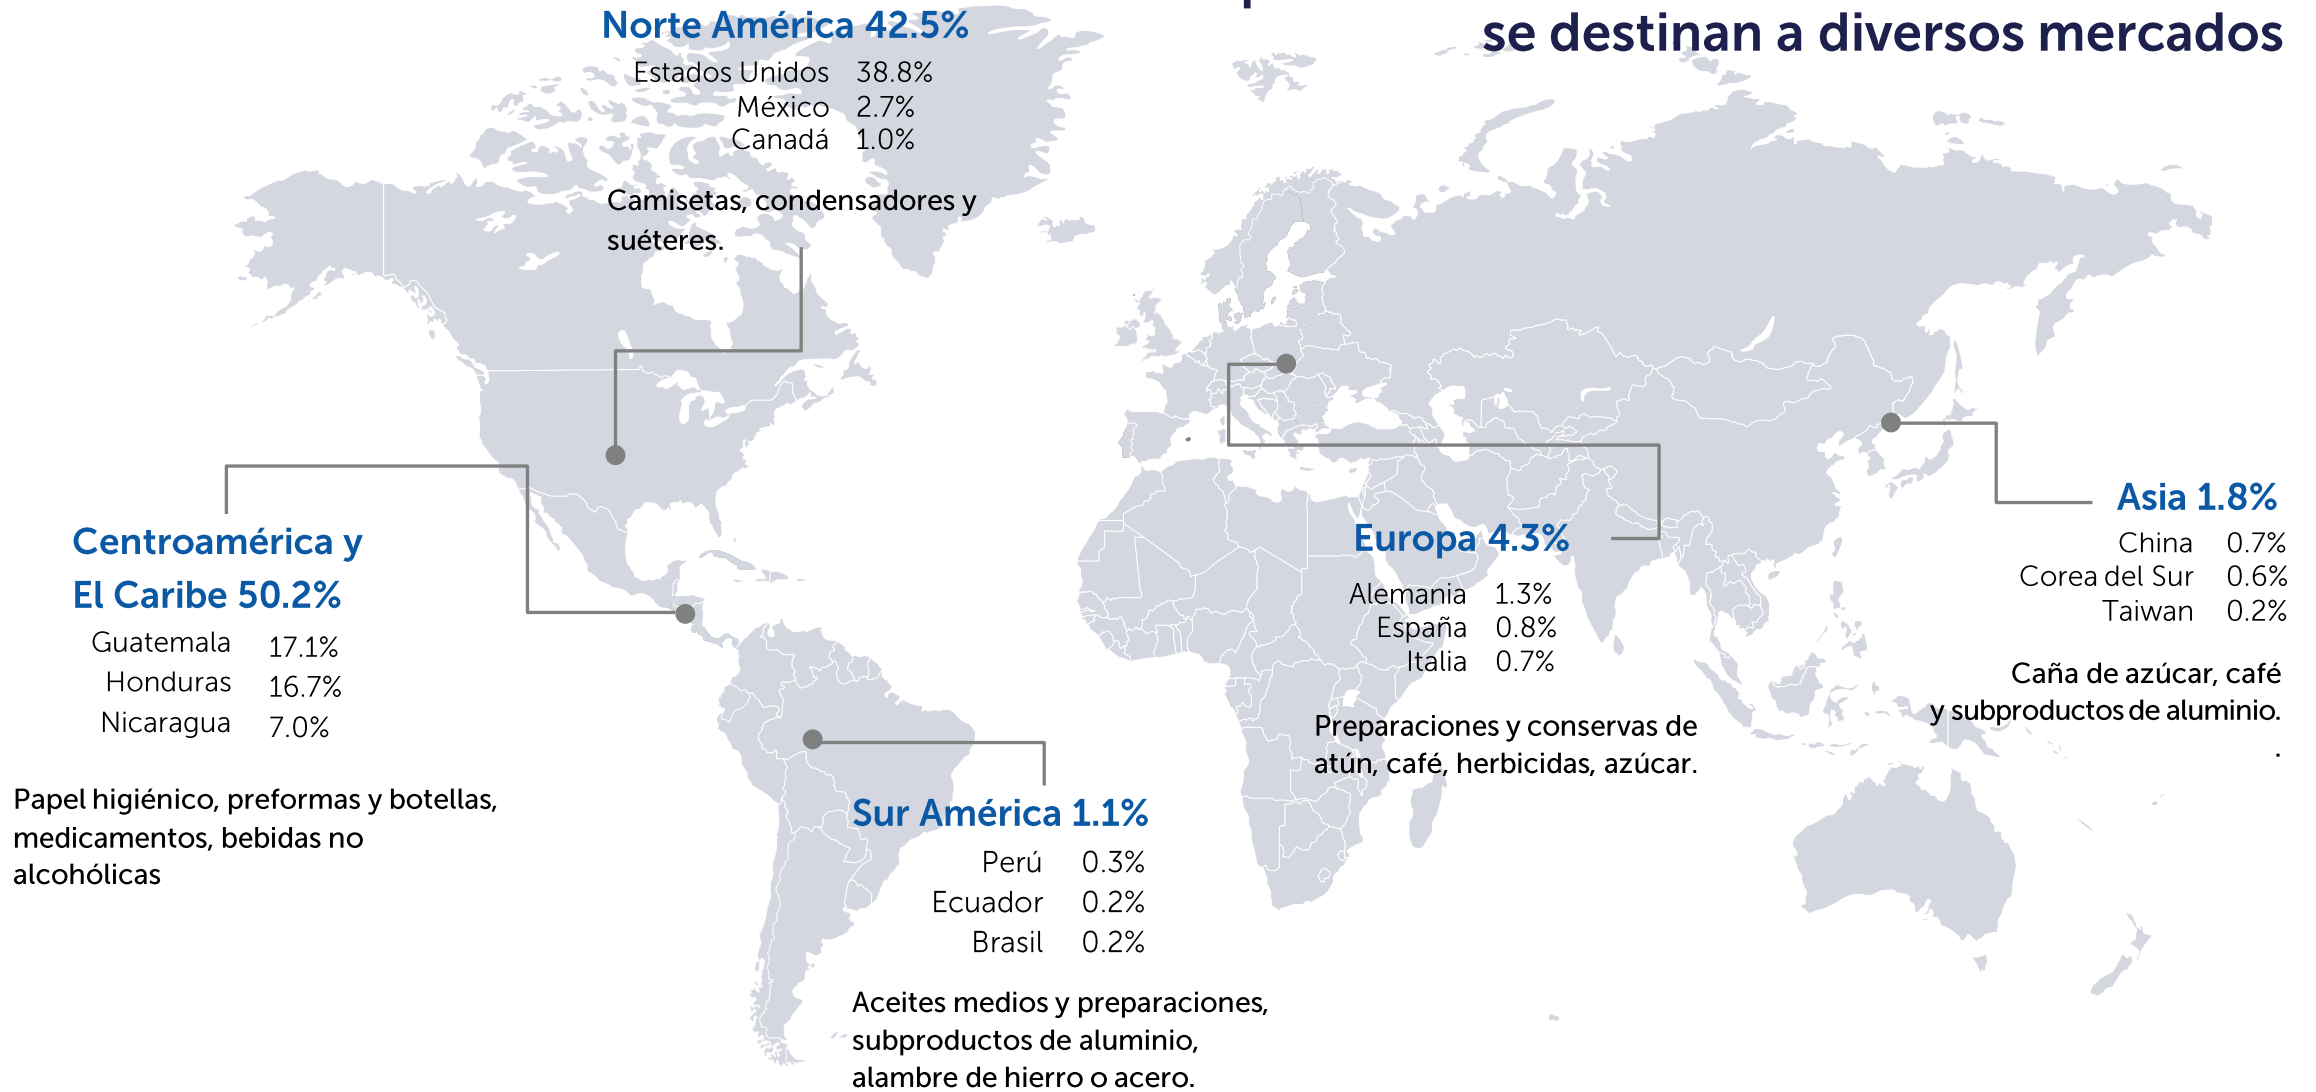 se destinan a diversos mercados
Norte América 42.5%
Estados Unidos 38.8%
México 2.7%
Canadá 1.0%
Camisetas, condensadores y
suéteres.
Centroamérica y
El Caribe 50.2%
Guatemala 17.1%
Honduras 16.7%
Nicaragua 7.0%
Papel higiénico, preformas y botellas,
medicamentos, bebidas no
alcohólicas
Sur América 1.1%
Perú 0.3%
Ecuador 0.2%
Brasil 0.2%
Aceites medios y preparaciones,
subproductos de aluminio,
alambre de hierro o acero.
Europa 4.3%
Alemania 1.3%
España 0.8%
Italia 0.7%
Preparaciones y conservas de
atún, café, herbicidas, azúcar.
Asia 1.8%
China 0.7%
Corea del Sur 0.6%
Taiwan 0.2%
Caña de azúcar, café
y subproductos de aluminio.
.